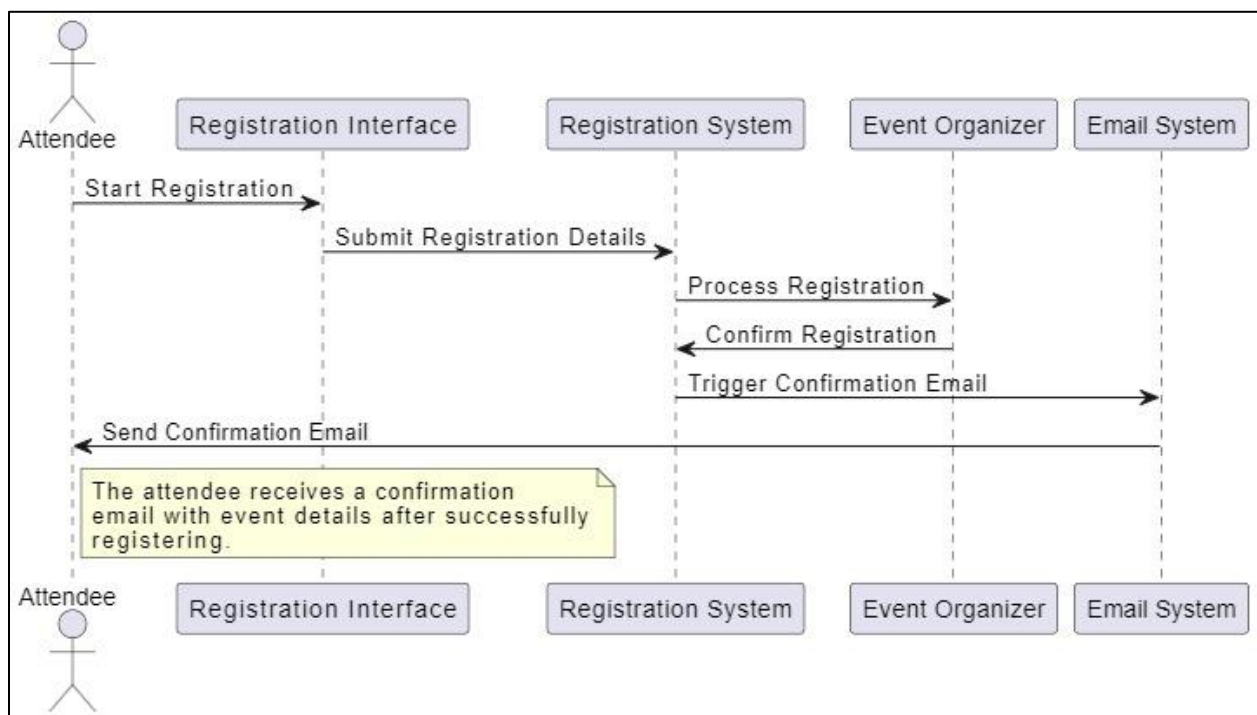 Attendee
Registration Interface
Registration System
Event Organizer
Email System
Start Registration
Submit Registration Details
Process Registration
Confirm Registration
Trigger Confirmation Email
Send Confirmation Email
The attendee receives a confirmation
email with event details after successfully
registering.
Attendee
Registration Interface
Registration System
Event Organizer
Email System